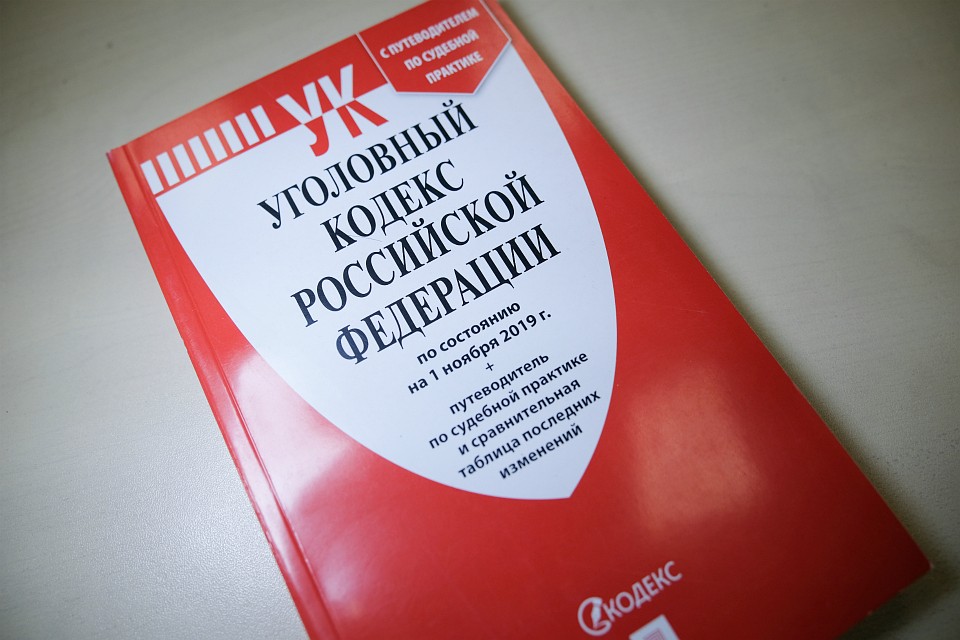 С ПУТЕВОДИТЕЛЕМ
ПО СУДЕБНОЙ
ПРАКТИКЕ
УК
УГОЛОВНЫЙ
КОДЕКС
РОССИЙСКОЙ
ФЕДЕРАЦИИ
по состоянию
на 1 ноября 2019 г.
+
путеводитель
по судебной практике
и сравнительная
таблица последних
изменений
КОДЕКС